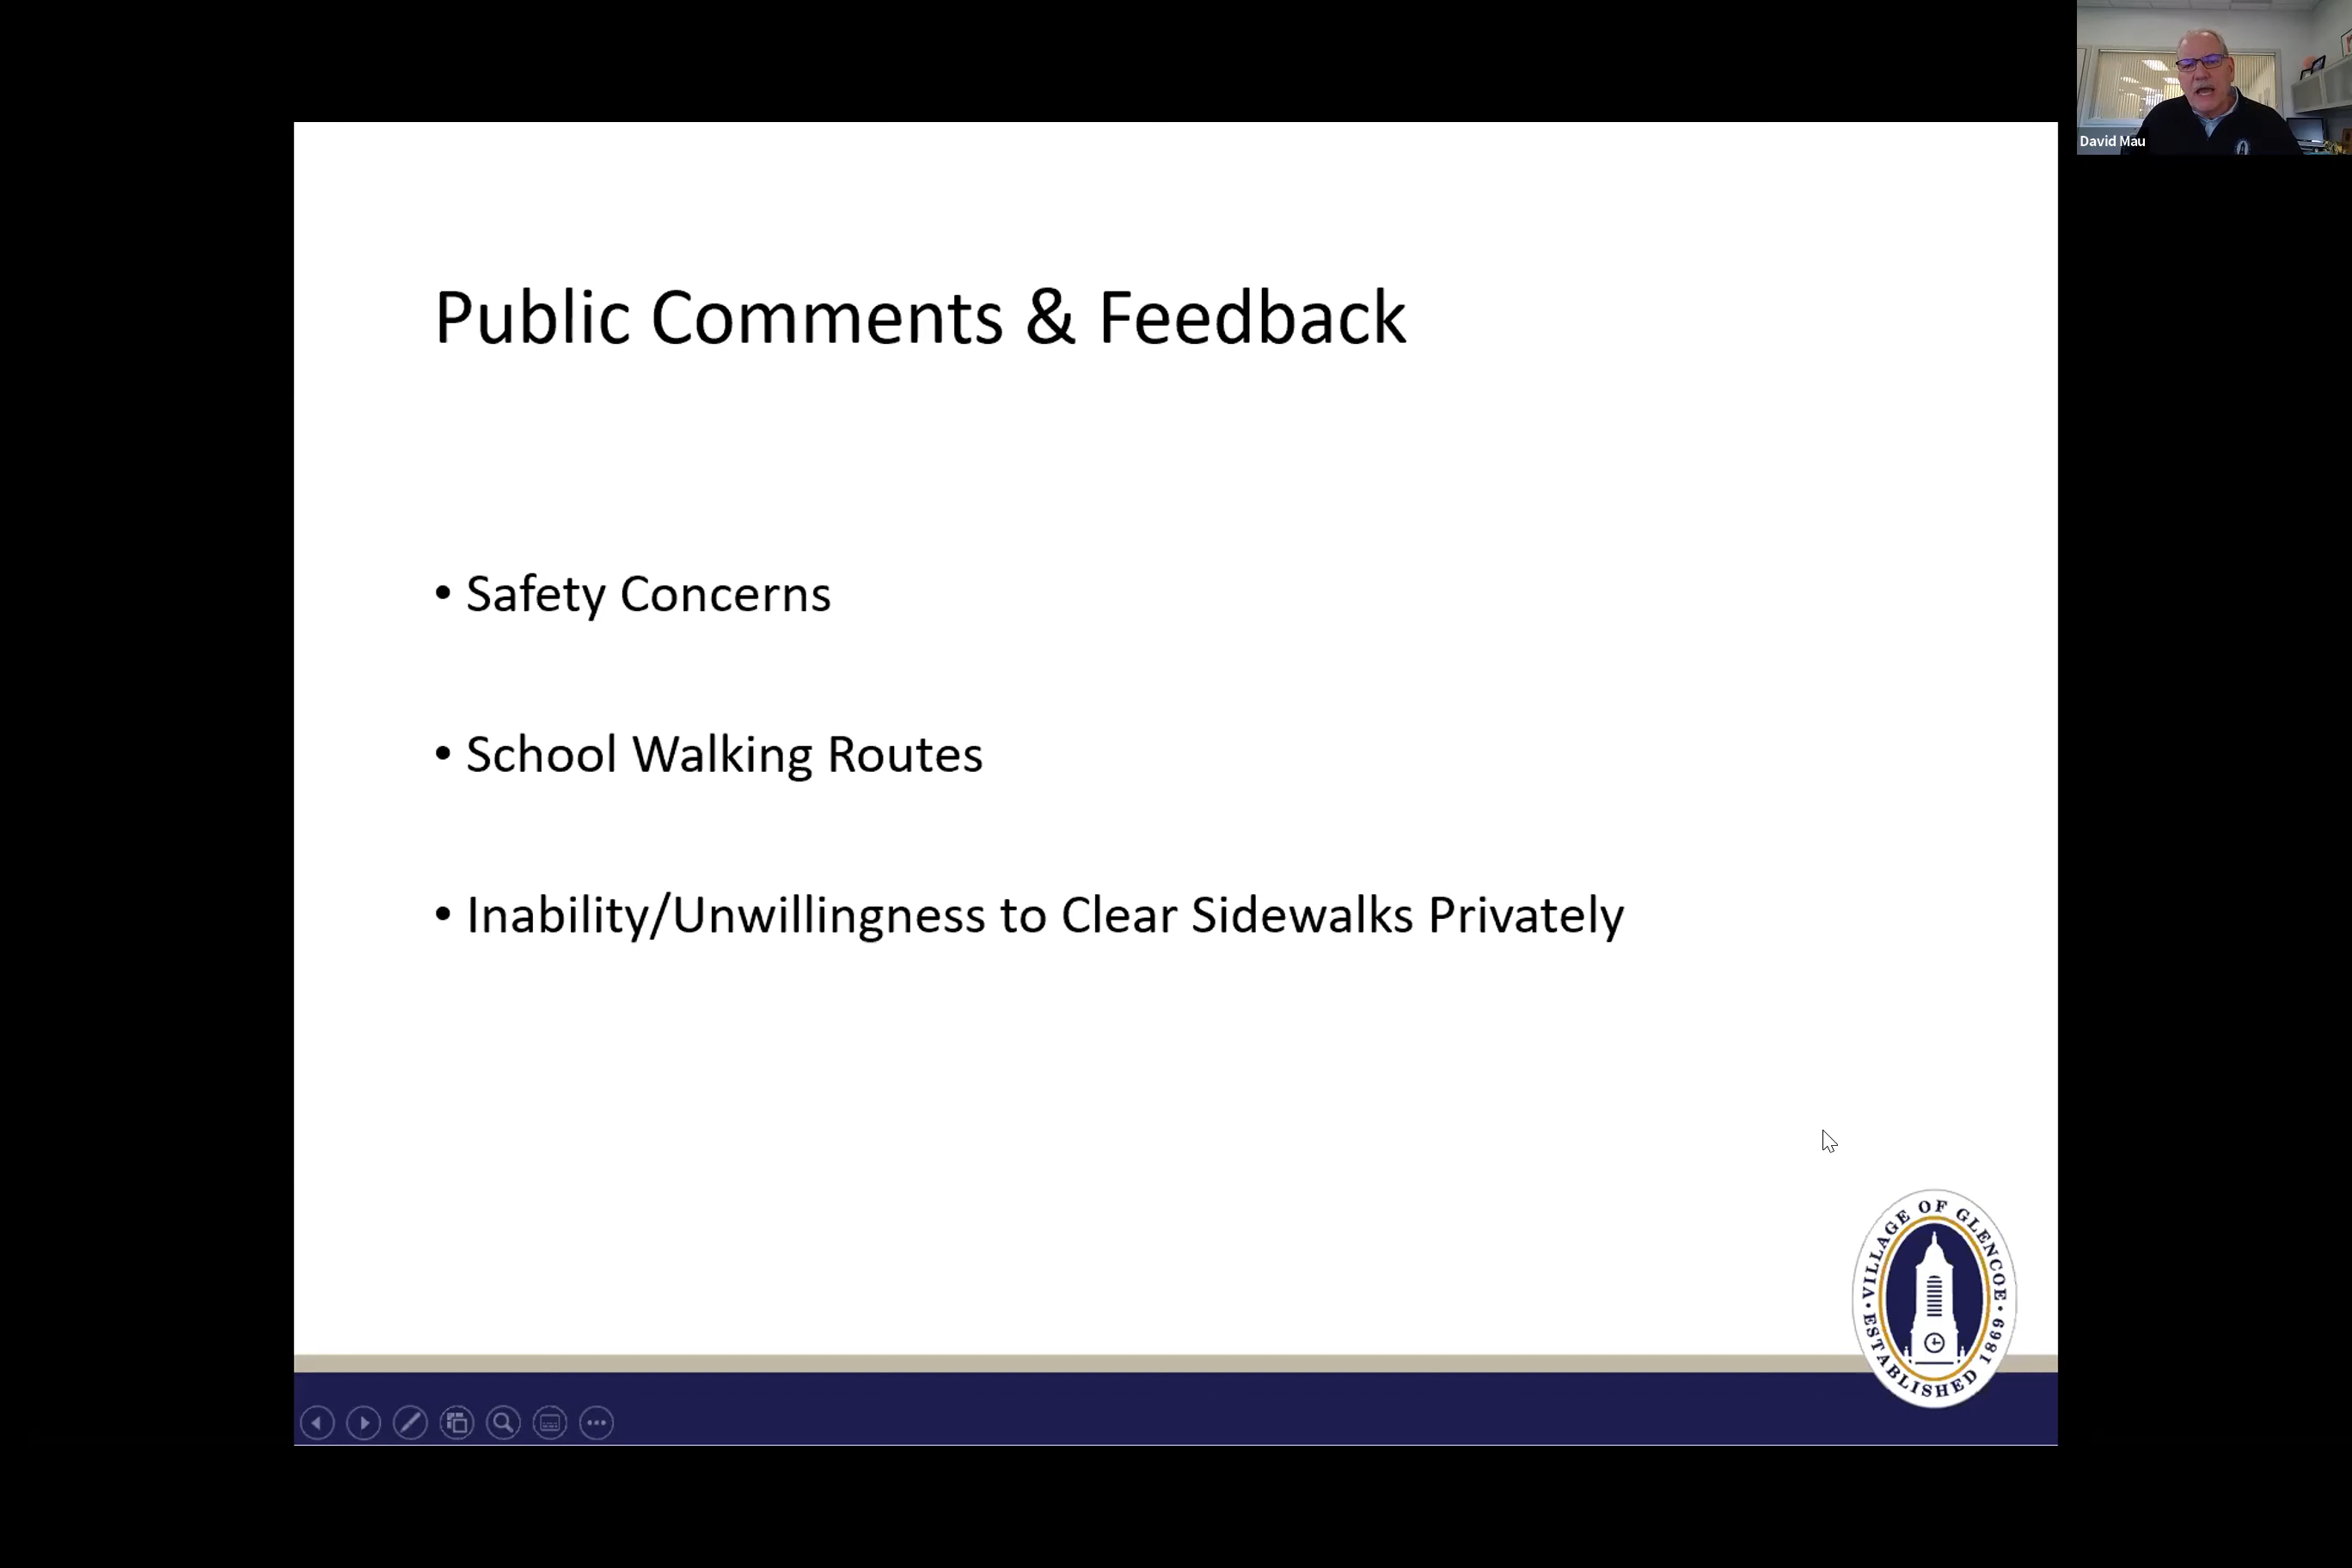 David Mau
Public Comments & Feedback
• Safety Concerns
• School Walking Routes
• Inability/Unwillingness to Clear Sidewalks Privately
VILLAGE OF GLENCOE
ESTABLISHED 1869